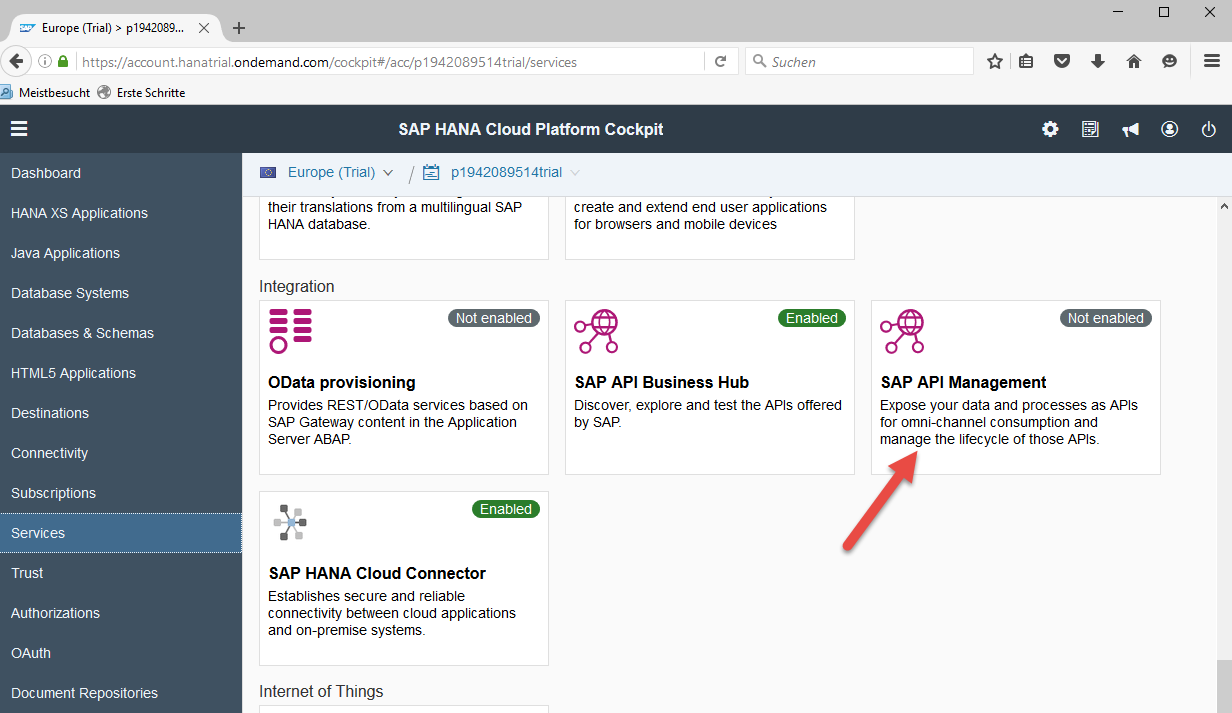 SAP Europe (Trial) > p1942089...
https://account.hanatrial.ondemand.com/cockpit#/acc/p1942089514trial/services
Suchen
Meistbesucht Erste Schritte
SAP HANA Cloud Platform Cockpit
Europe (Trial) / p1942089514trial
Dashboard
HANA XS Applications
Java Applications
Database Systems
Databases & Schemas
HTML5 Applications
Destinations
Connectivity
Subscriptions
Services
Trust
Authorizations
OAuth
Document Repositories
their translations from a multilingual SAP
HANA database.
create and extend end user applications
for browsers and mobile devices
Integration
Not enabled
OData provisioning
Provides REST/OData services based on
SAP Gateway content in the Application
Server ABAP.
Enabled
SAP API Business Hub
Discover, explore and test the APIs offered
by SAP.
Not enabled
SAP API Management
Expose your data and processes as APIs
for omni-channel consumption and
manage the lifecycle of those APIs.
Enabled
SAP HANA Cloud Connector
Establishes secure and reliable
connectivity between cloud applications
and on-premise systems.
Internet of Things